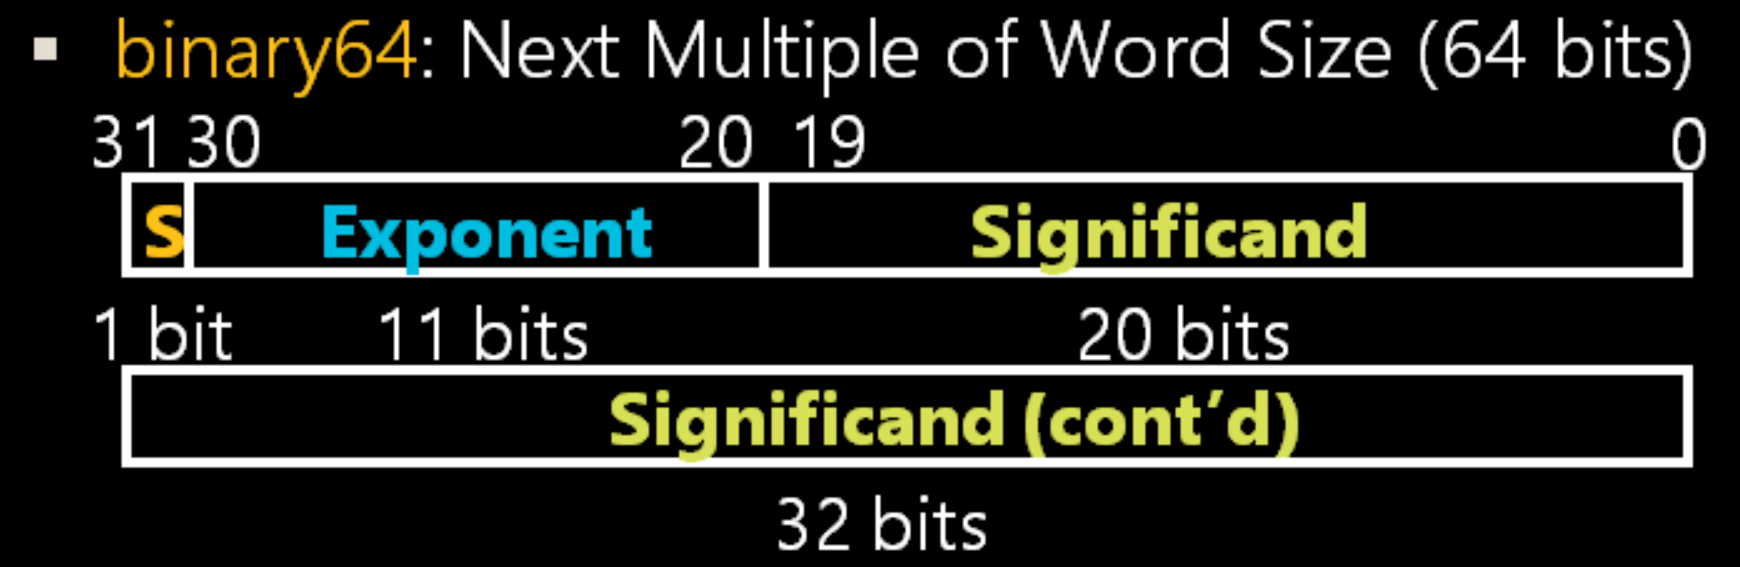 ▪ binary64: Next Multiple of Word Size (64 bits)
31 30 20 19 0
S Exponent Significand
1 bit 11 bits 20 bits
Significand (cont’d)
32 bits